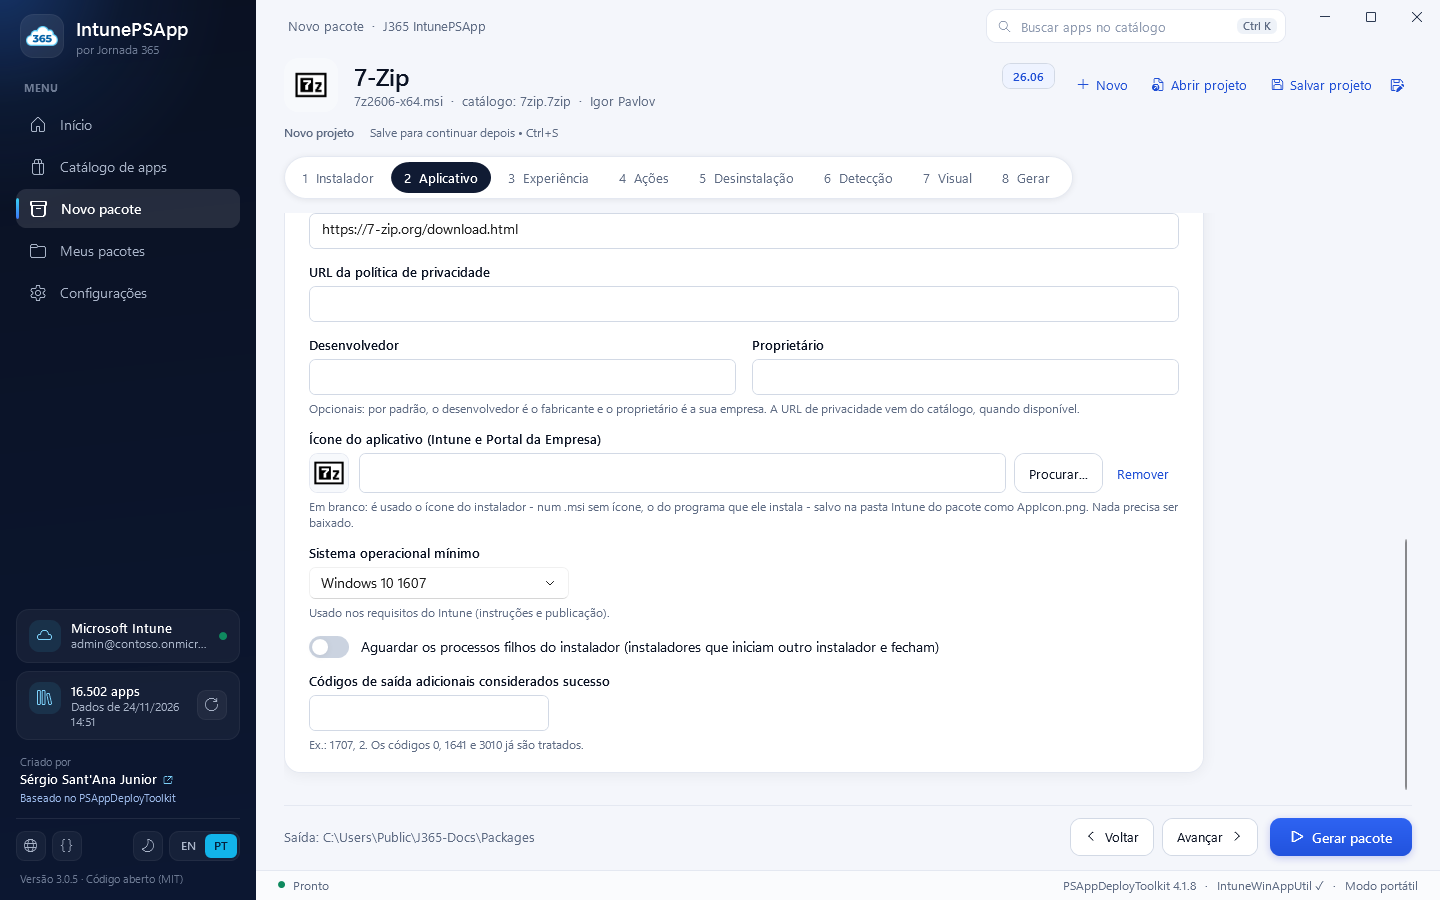 IntunePSApp
por Jornada 365
MENU
Início
Catálogo de apps
Novo pacote
Meus pacotes
Configurações
Microsoft Intune
admin@contoso.onmicr...
16.502 apps
Dados de 24/11/2026
14:51
Criado por
Sérgio Sant'Ana Junior
Baseado no PSAppDeployToolkit
EN PT
Versão 3.0.5 · Código aberto (MIT)
Novo pacote · J365 IntunePSApp
Buscar apps no catálogo Ctrl K
7-Zip
7z2606-x64.msi · catálogo: 7zip.7zip · Igor Pavlov
26.06
Novo
Abrir projeto
Salvar projeto
Novo projeto Salve para continuar depois • Ctrl+S
1 Instalador 2 Aplicativo 3 Experiência 4 Ações 5 Desinstalação 6 Detecção 7 Visual 8 Gerar
https://7-zip.org/download.html
URL da política de privacidade
Desenvolvedor Proprietário
Opcionais: por padrão, o desenvolvedor é o fabricante e o proprietário é a sua empresa. A URL de privacidade vem do catálogo, quando disponível.
Ícone do aplicativo (Intune e Portal da Empresa)
7z
Procurar... Remover
Em branco: é usado o ícone do instalador - num .msi sem ícone, o do programa que ele instala - salvo na pasta Intune do pacote como AppIcon.png. Nada precisa ser
baixado.
Sistema operacional mínimo
Windows 10 1607
Usado nos requisitos do Intune (instruções e publicação).
Aguardar os processos filhos do instalador (instaladores que iniciam outro instalador e fecham)
Códigos de saída adicionais considerados sucesso
Ex.: 1707, 2. Os códigos 0, 1641 e 3010 já são tratados.
Saída: C:\Users\Public\J365-Docs\Packages
Voltar Avançar Gerar pacote
Pronto
PSAppDeployToolkit 4.1.8 · IntuneWinAppUtil ✓ · Modo portátil